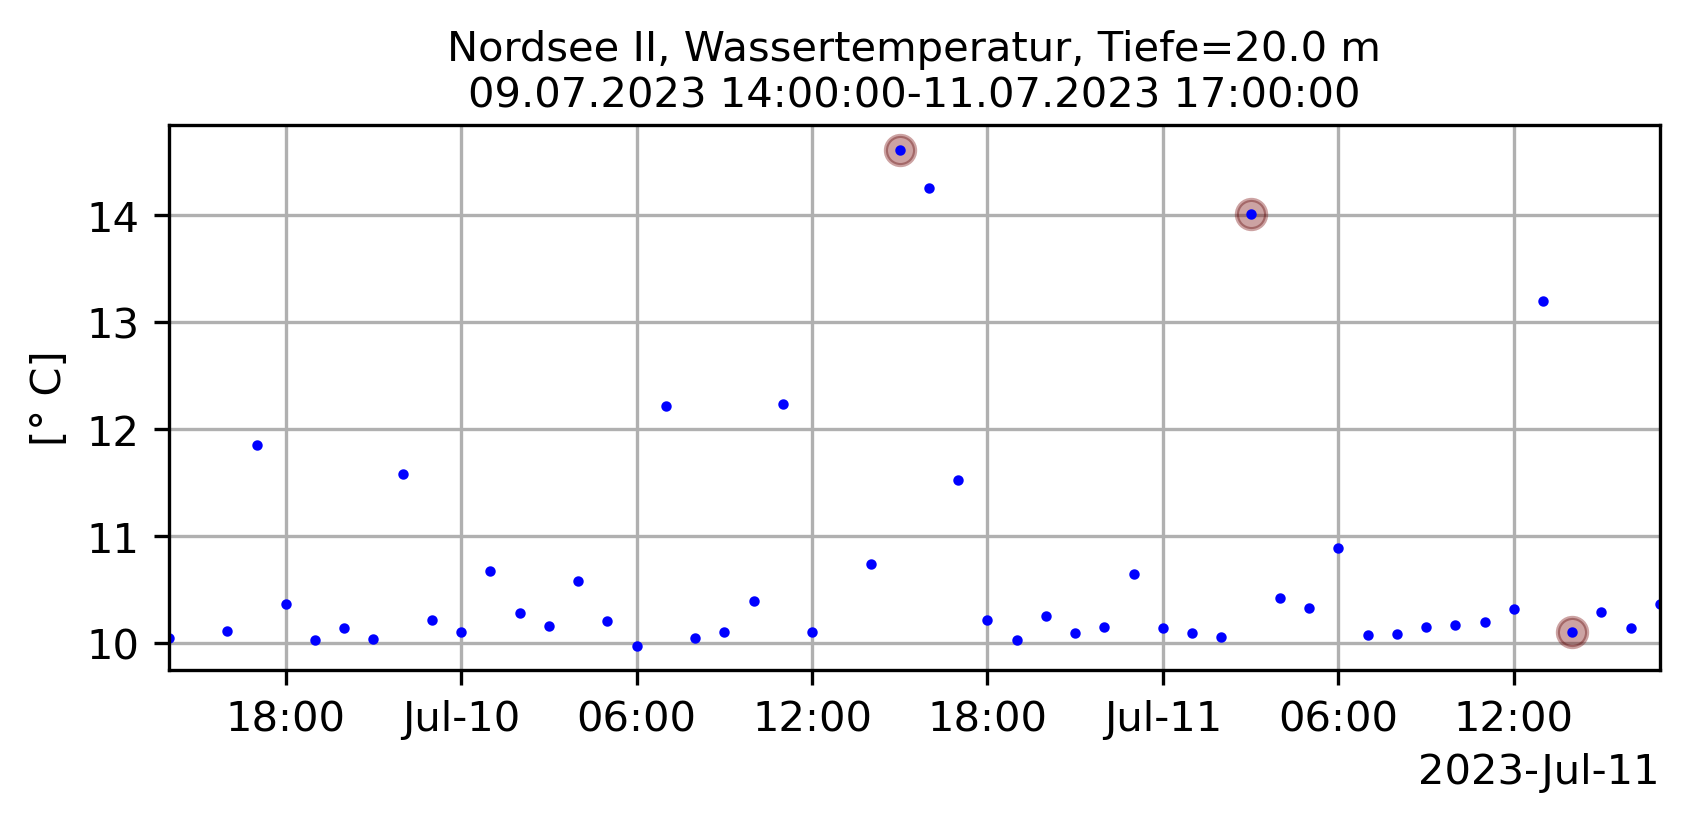 Nordsee II, Wassertemperatur, Tiefe=20.0 m
09.07.2023 14:00:00-11.07.2023 17:00:00
[° C]
14
13
12
11
10
18:00 Jul-10 06:00 12:00 18:00 Jul-11 06:00 12:00
2023-Jul-11